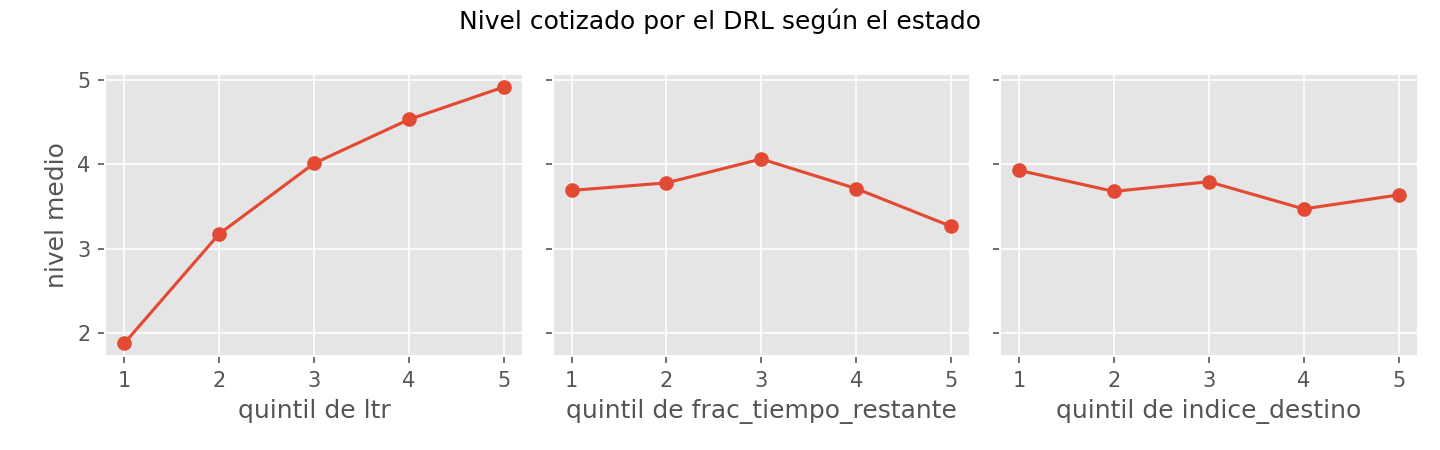 Nivel cotizado por el DRL según el estado
nivel medio
5
4
3
2
1 2 3 4 5
1 2 3 4 5
1 2 3 4 5
quintil de ltr
quintil de frac_tiempo_restante
quintil de indice_destino